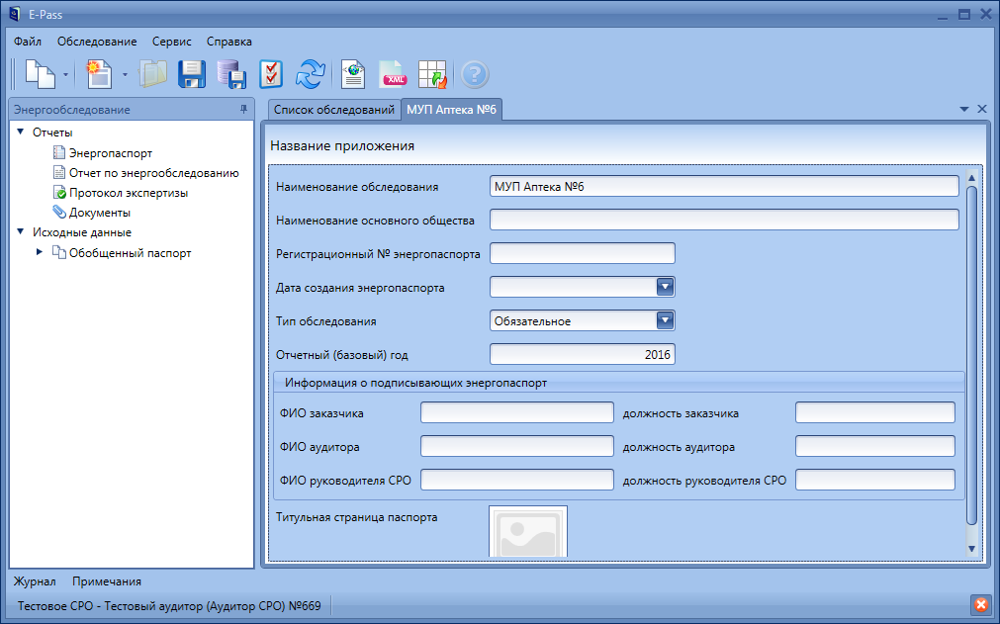 E-Pass
Файл Обследование Сервис Справка
XML
?
Энергообследование
Отчеты
Энергопаспорт
Отчет по энергообследованию
Протокол экспертизы
Документы
Исходные данные
Обобщенный паспорт
Список обследований МУП Аптека №6
Название приложения
Наименование обследования МУП Аптека №6
Наименование основного общества
Регистрационный № энергопаспорта
Дата создания энергопаспорта
Тип обследования Обязательное
Отчетный (базовый) год 2016
Информация о подписывающих энергопаспорт
ФИО заказчика должность заказчика
ФИО аудитора должность аудитора
ФИО руководителя СРО должность руководителя СРО
Титульная страница паспорта
Журнал Примечания
Тестовое СРО - Тестовый аудитор (Аудитор СРО) №669